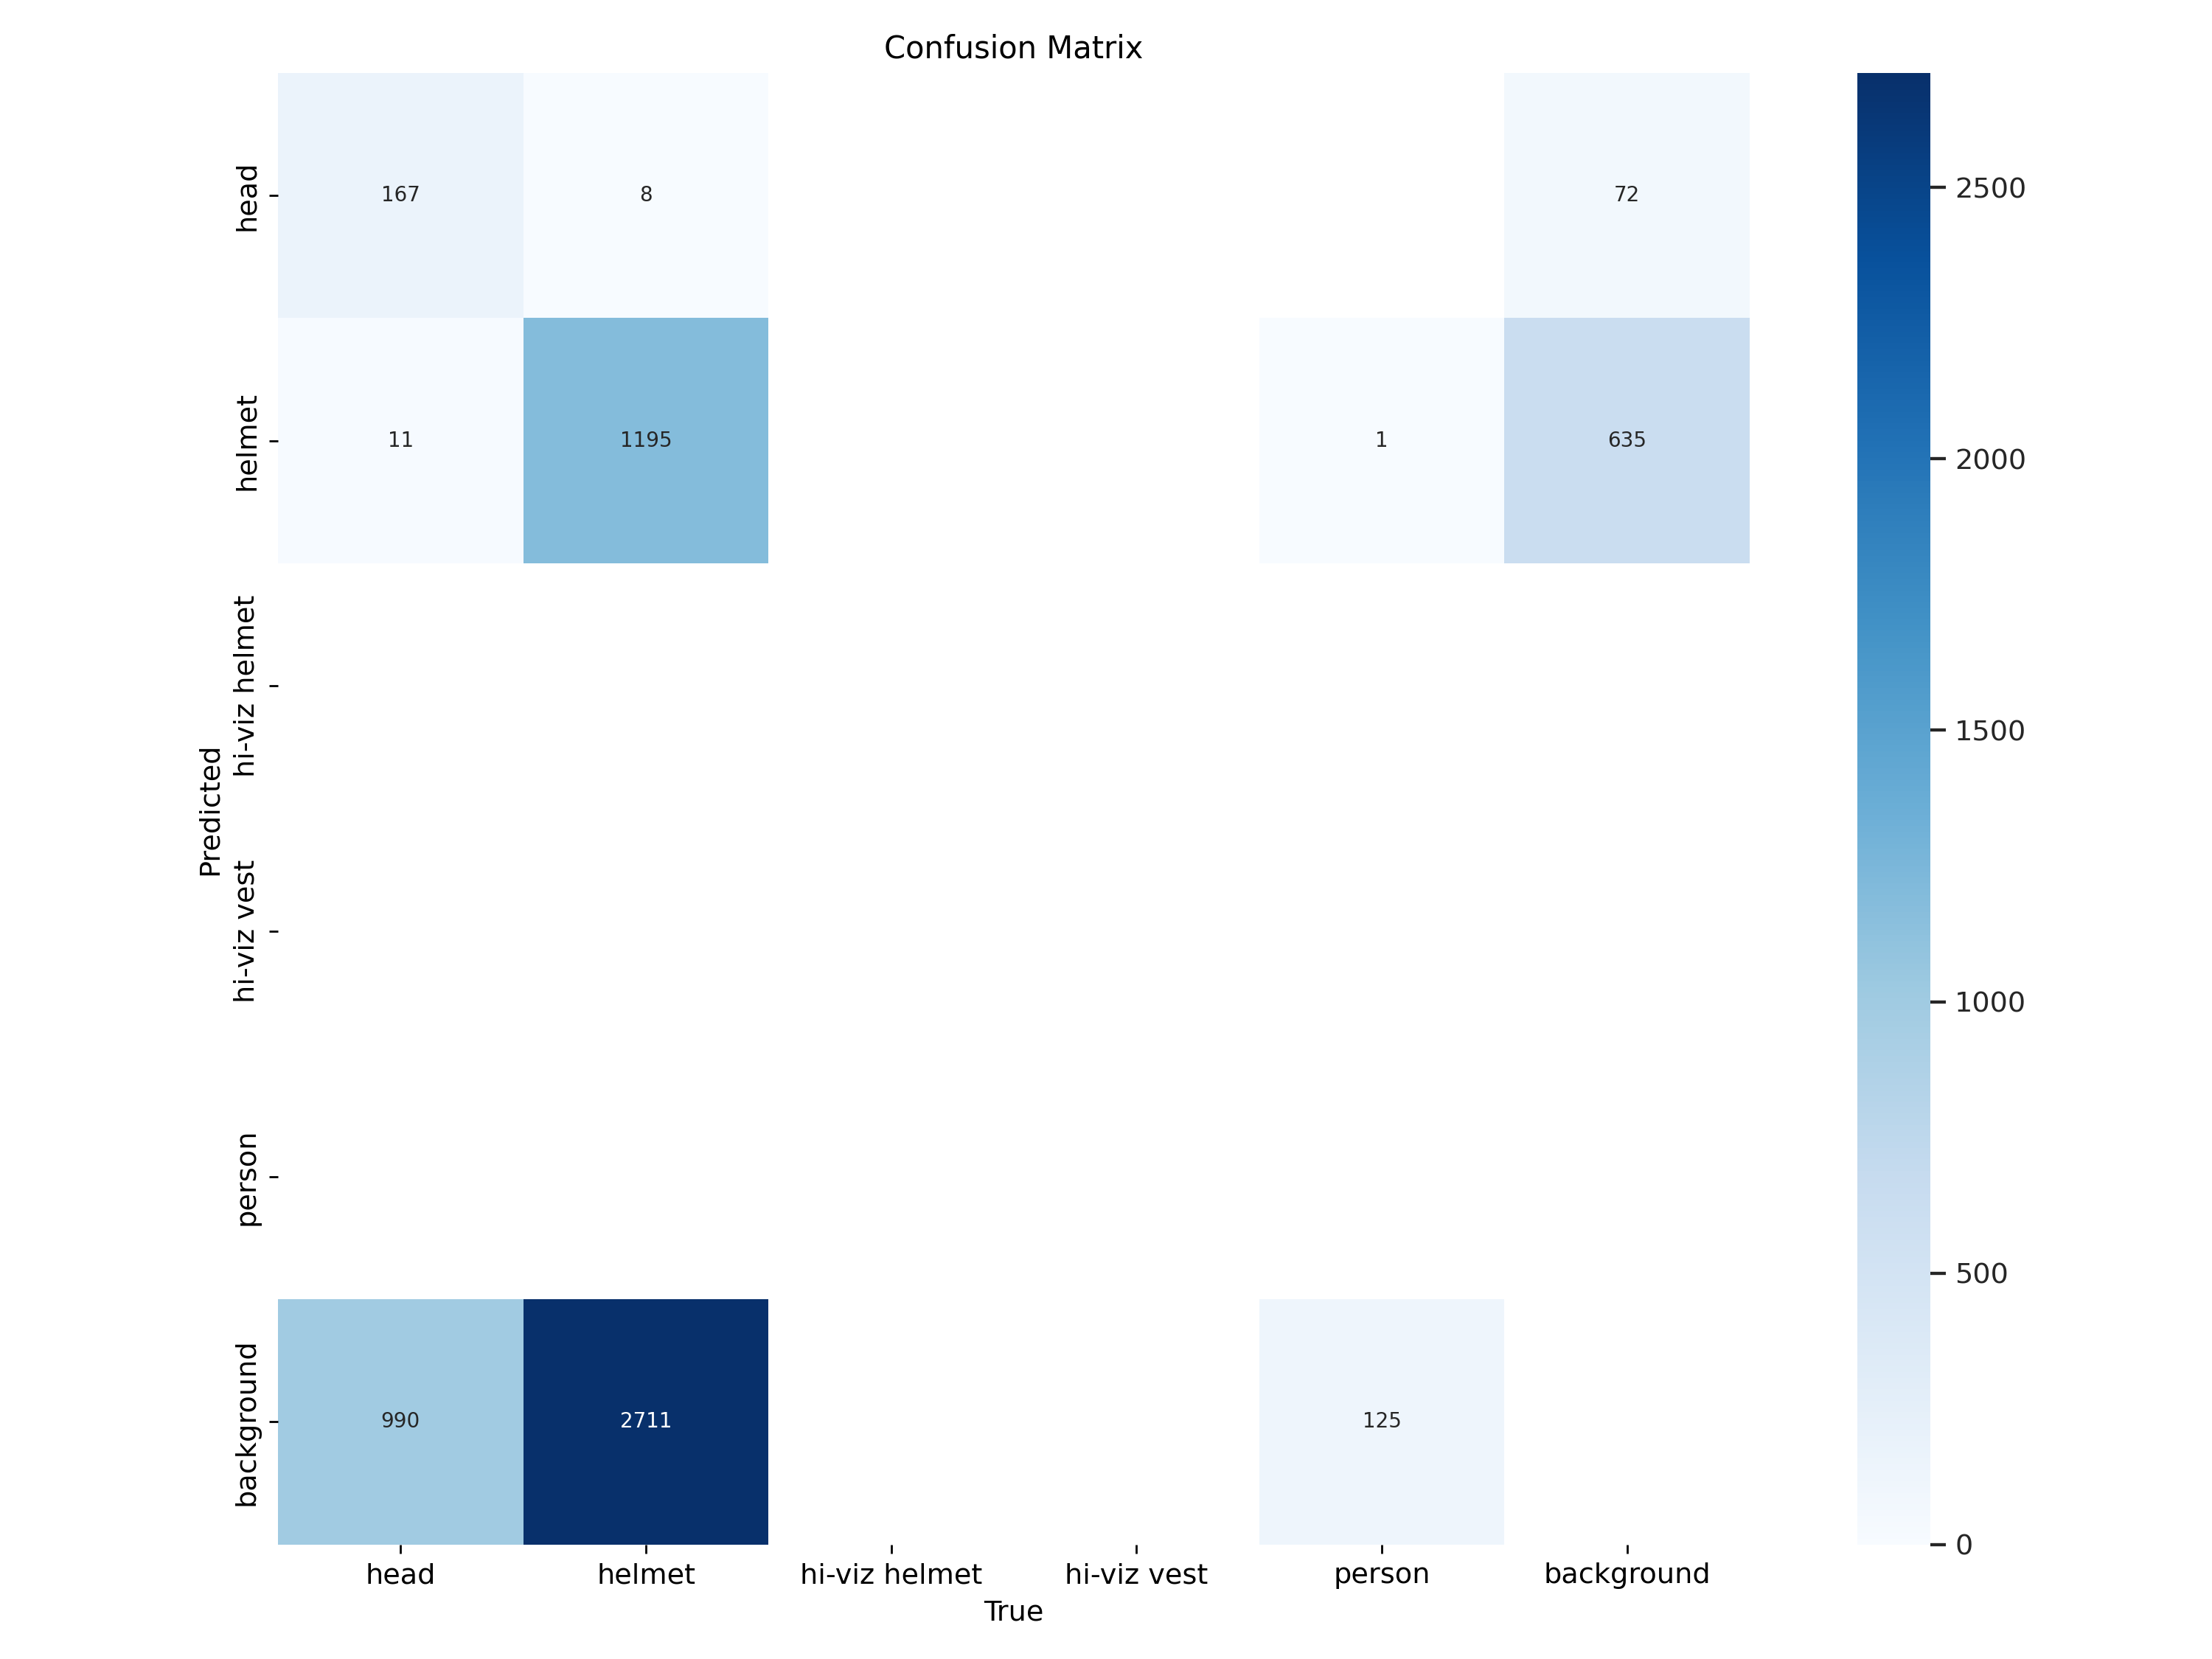 Confusion Matrix
Predicted
head
167
8
72
helmet
11
1195
1
635
hi-viz helmet
hi-viz vest
person
background
990
2711
125
head
helmet
hi-viz helmet
hi-viz vest
person
background
True
2500
2000
1500
1000
500
0